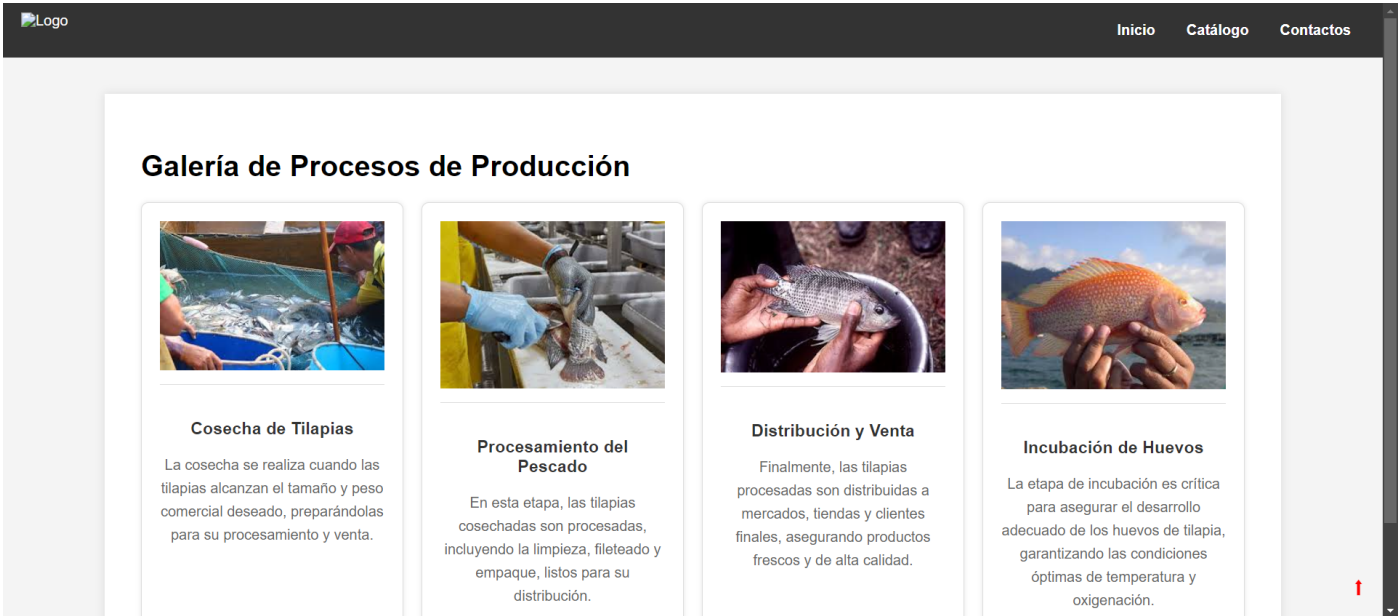 Logo
Inicio
Catálogo
Contactos
Galería de Procesos de Producción
Cosecha de Tilapias
La cosecha se realiza cuando las
tilapias alcanzan el tamaño y peso
comercial deseado, preparándolas
para su procesamiento y venta.
Procesamiento del
Pescado
En esta etapa, las tilapias
cosechadas son procesadas,
incluyendo la limpieza, fileteado y
empaque, listos para su
distribución.
Distribución y Venta
Finalmente, las tilapias
procesadas son distribuidas a
mercados, tiendas y clientes
finales, asegurando productos
frescos y de alta calidad.
Incubación de Huevos
La etapa de incubación es crítica
para asegurar el desarrollo
adecuado de los huevos de tilapia,
garantizando las condiciones
óptimas de temperatura y
oxigenación.